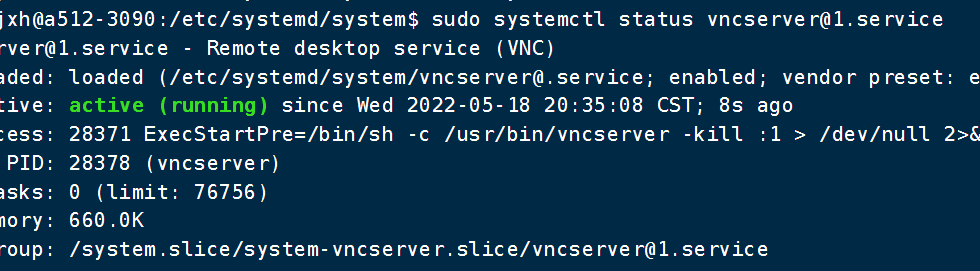 jxh@a512-3090:/etc/systemd/system$ sudo systemctl status vncserver@1.service
rver@1.service - Remote desktop service (VNC)
aded: loaded (/etc/systemd/system/vncserver@.service; enabled; vendor preset: e
tive: active (running) since Wed 2022-05-18 20:35:08 CST; 8s ago
cess: 28371 ExecStartPre=/bin/sh -c /usr/bin/vncserver -kill :1 > /dev/null 2>&
PID: 28378 (vncserver)
asks: 0 (limit: 76756)
mory: 660.0K
roup: /system.slice/system-vncserver.slice/vncserver@1.service